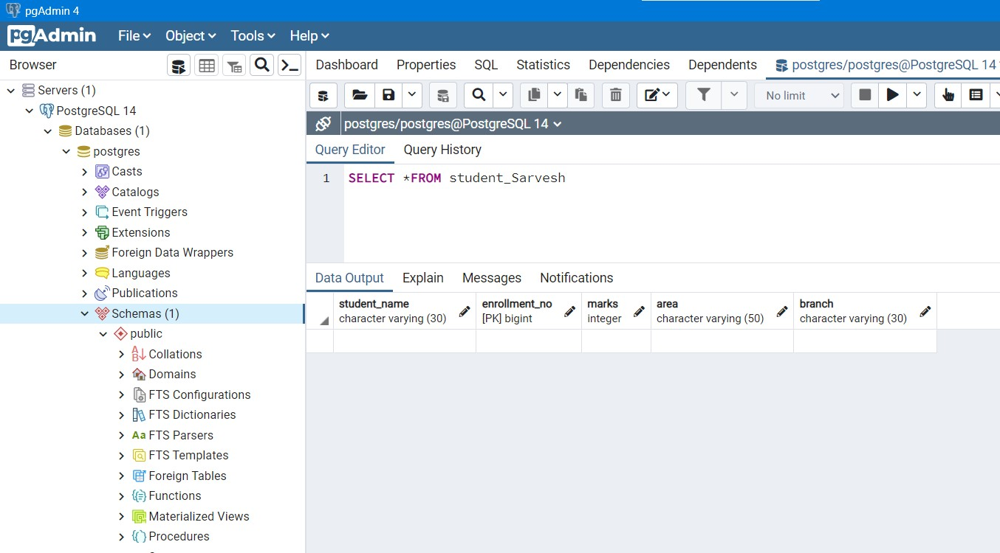 pgAdmin 4
pgAdmin File Object Tools Help
Browser
Dashboard Properties SQL Statistics Dependencies Dependents postgres/postgres@PostgreSQL 14
Servers (1)
PostgreSQL 14
Databases (1)
postgres
Casts
Catalogs
Event Triggers
Extensions
Foreign Data Wrappers
Languages
Publications
Schemas (1)
public
Collations
Domains
FTS Configurations
FTS Dictionaries
Aa FTS Parsers
FTS Templates
Foreign Tables
Functions
Materialized Views
Procedures
No limit
postgres/postgres@PostgreSQL 14
Query Editor Query History
1 SELECT *FROM student_Sarvesh
Data Output Explain Messages Notifications
student_name enrollment_no marks area branch
character varying (30) [PK] bigint integer character varying (50) character varying (30)